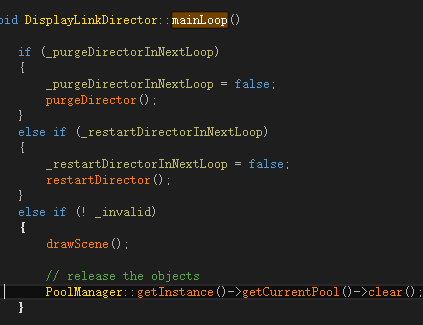 oid DisplayLinkDirector::mainLoop()
if (_purgeDirectorInNextLoop)
{
_purgeDirectorInNextLoop = false;
purgeDirector();
}
else if (_restartDirectorInNextLoop)
{
_restartDirectorInNextLoop = false;
restartDirector();
}
else if (! _invalid)
{
drawScene();
// release the objects
PoolManager::getInstance()->getCurrentPool()->clear();
}